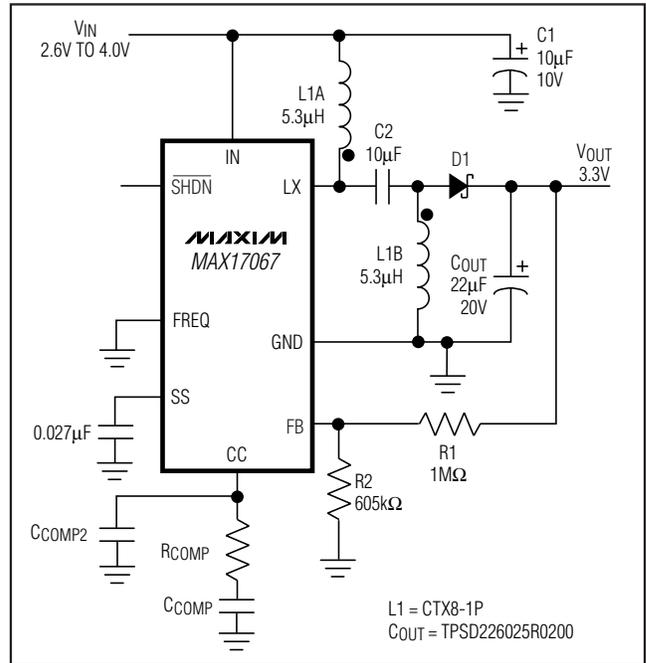 VIN
2.6V TO 4.0V
C1
10μF
10V
L1A
5.3μH
C2
10μF
D1
VOUT
3.3V
IN
SHDN
LX
MAXIM
MAX17067
L1B
5.3μH
COUT
22μF
20V
FREQ
GND
SS
0.027μF
FB
R1
1MΩ
CC
R2
605kΩ
CCOMP2
RCOMP
CCOMP
L1 = CTX8-1P
COUT = TPSD226025R0200